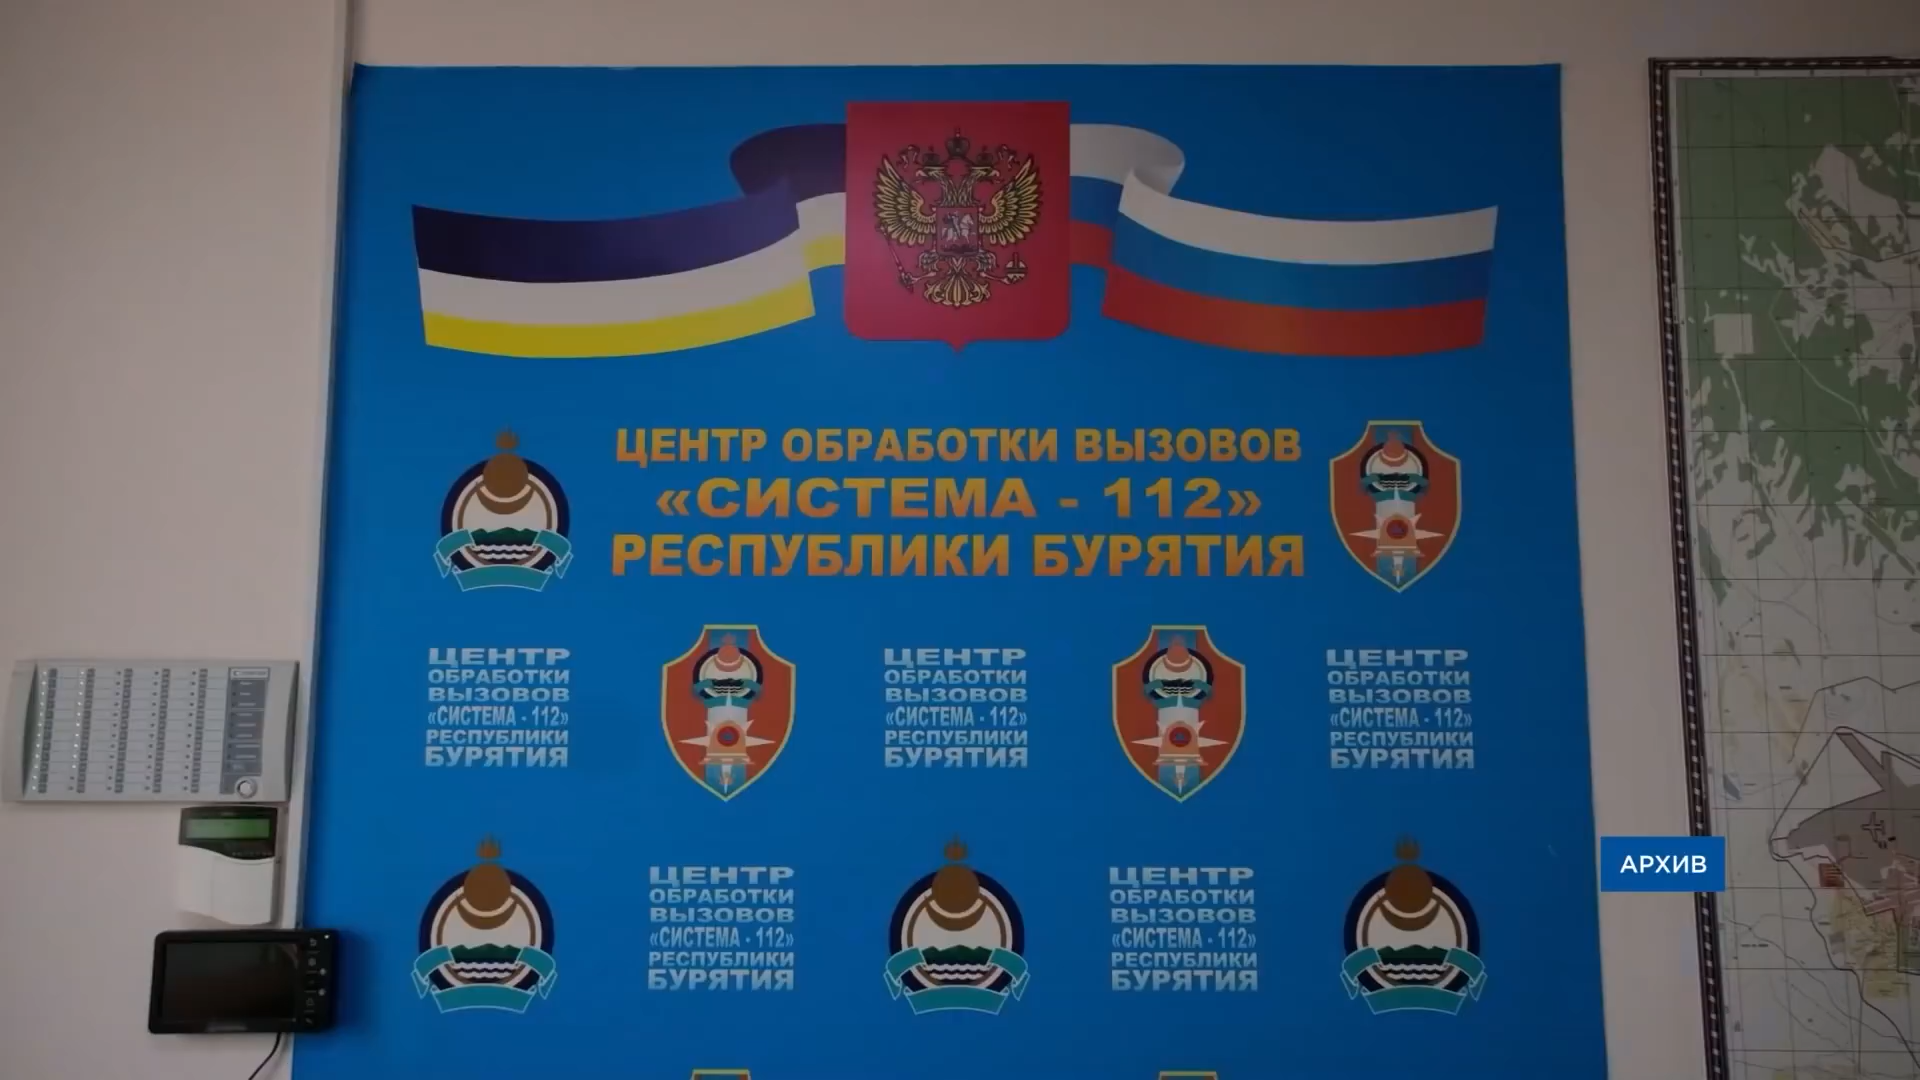 ЦЕНТР ОБРАБОТКИ ВЫЗОВОВ
«СИСТЕМА - 112»
РЕСПУБЛИКИ БУРЯТИЯ
ЦЕНТР
ОБРАБОТКИ
ВЫЗОВОВ
«СИСТЕМА - 112»
РЕСПУБЛИКИ
БУРЯТИЯ
ЦЕНТР
ОБРАБОТКИ
ВЫЗОВОВ
«СИСТЕМА - 112»
РЕСПУБЛИКИ
БУРЯТИЯ
ЦЕНТР
ОБРАБОТКИ
ВЫЗОВОВ
«СИСТЕМА - 112»
РЕСПУБЛИКИ
БУРЯТИЯ
ЦЕНТР
ОБРАБОТКИ
ВЫЗОВОВ
«СИСТЕМА - 112»
РЕСПУБЛИКИ
БУРЯТИЯ
ЦЕНТР
ОБРАБОТКИ
ВЫЗОВОВ
«СИСТЕМА - 112»
РЕСПУБЛИКИ
БУРЯТИЯ
АРХИВ